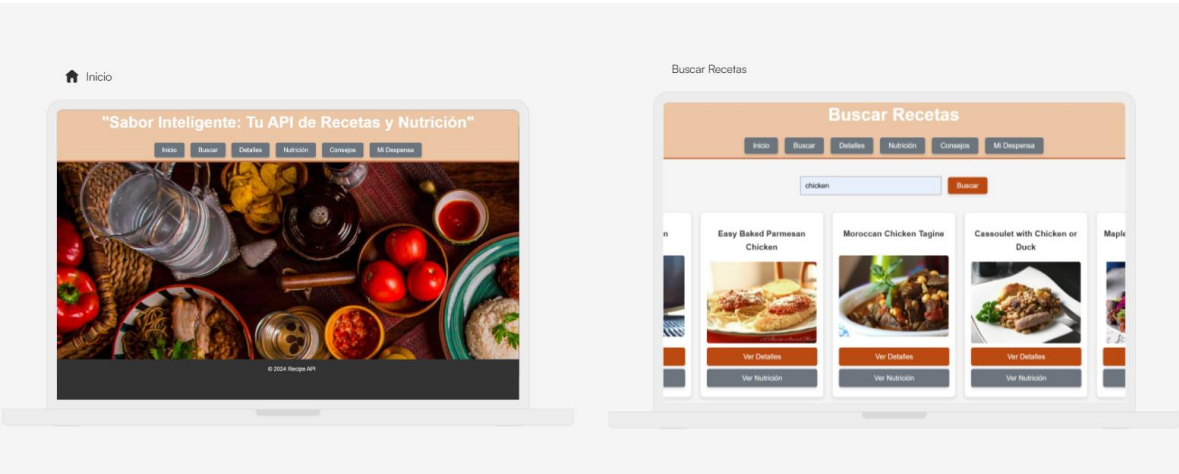 Inicio
"Sabor Inteligente: Tu API de Recetas y Nutrición"
Inicio Buscar Detalles Nutrición Consejos Mi Despensa
© 2024 Recipe API
Buscar Recetas
Buscar Recetas
Inicio Buscar Detalles Nutrición Consejos Mi Despensa
chicken Buscar
n
Easy Baked Parmesan
Chicken
Moroccan Chicken Tagine
Cassoulet with Chicken or
Duck
Maple
Ver Detalles Ver Detalles Ver Detalles
Ver Nutrición Ver Nutrición Ver Nutrición